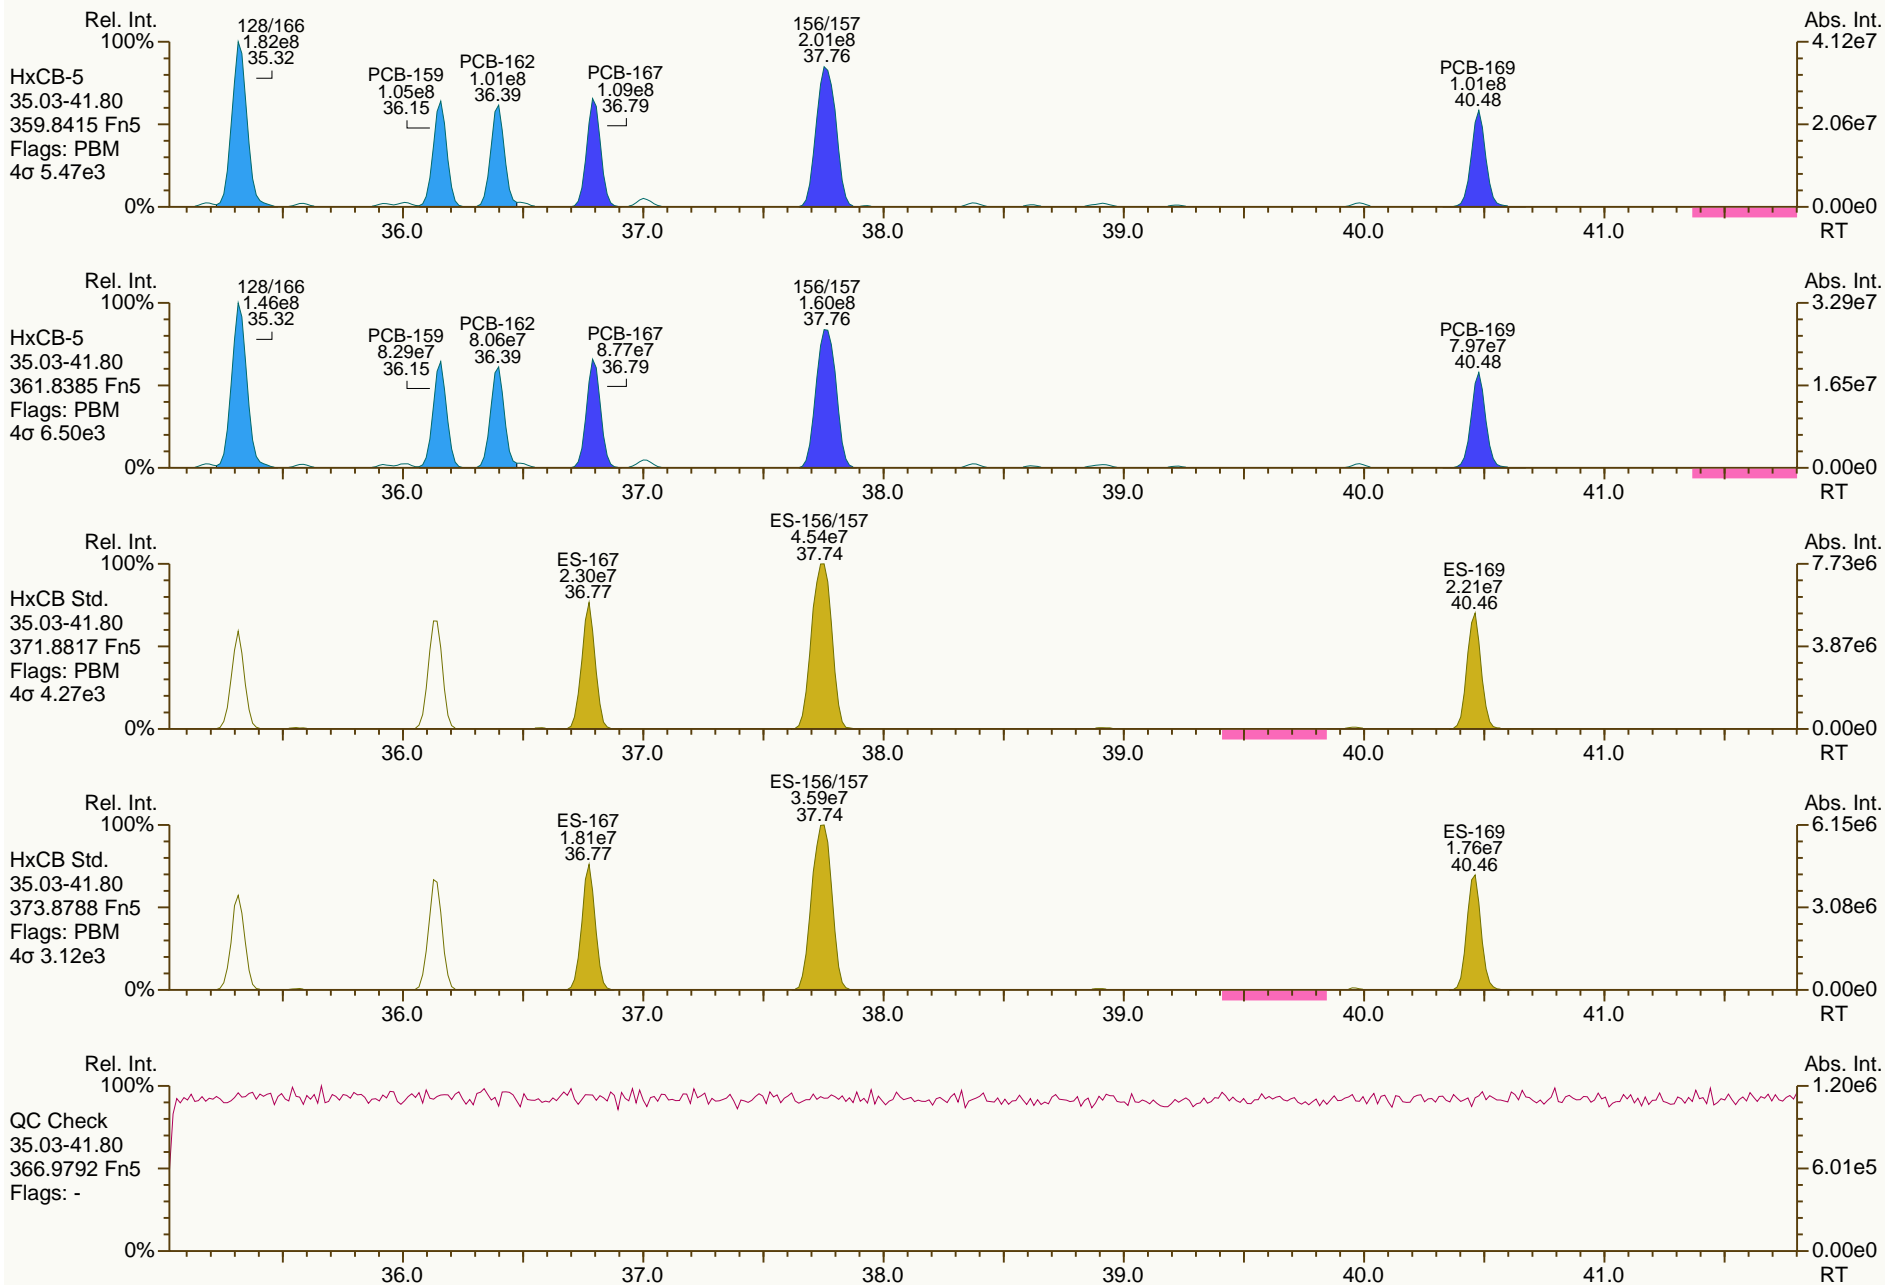 Rel. Int.
Abs. Int.
100%
5%
0%
HxCB-5
35.03-41.80
359.8415 Fn5
Flags: PBM
4σ 5.47e3
128/166
1.82e8
35.32
PCB-159
1.05e8
36.15
PCB-162
1.01e8
36.39
PCB-167
1.09e8
36.79
156/157
2.01e8
37.76
PCB-169
1.01e8
40.48
4.12e7
2.06e7
0.00e0
36.0 37.0 38.0 39.0 40.0 41.0 RT
Rel. Int.
Abs. Int.
100%
5%
0%
HxCB-5
35.03-41.80
361.8385 Fn5
Flags: PBM
4σ 6.50e3
128/166
1.46e8
35.32
PCB-159
8.29e7
36.15
PCB-162
8.06e7
36.39
PCB-167
8.77e7
36.79
156/157
1.60e8
37.76
PCB-169
7.97e7
40.48
3.29e7
1.65e7
0.00e0
36.0 37.0 38.0 39.0 40.0 41.0 RT
Rel. Int.
Abs. Int.
100%
5%
0%
HxCB Std.
35.03-41.80
371.8817 Fn5
Flags: PBM
4σ 4.27e3
ES-167
2.30e7
36.77
ES-156/157
4.54e7
37.74
ES-169
2.21e7
40.46
7.73e6
3.87e6
0.00e0
36.0 37.0 38.0 39.0 40.0 41.0 RT
Rel. Int.
Abs. Int.
100%
5%
0%
HxCB Std.
35.03-41.80
373.8788 Fn5
Flags: PBM
4σ 3.12e3
ES-167
1.81e7
36.77
ES-156/157
3.59e7
37.74
ES-169
1.76e7
40.46
6.15e6
3.08e6
0.00e0
36.0 37.0 38.0 39.0 40.0 41.0 RT
Rel. Int.
Abs. Int.
100%
5%
0%
QC Check
35.03-41.80
366.9792 Fn5
Flags: -
1.20e6
6.01e5
0.00e0
36.0 37.0 38.0 39.0 40.0 41.0 RT